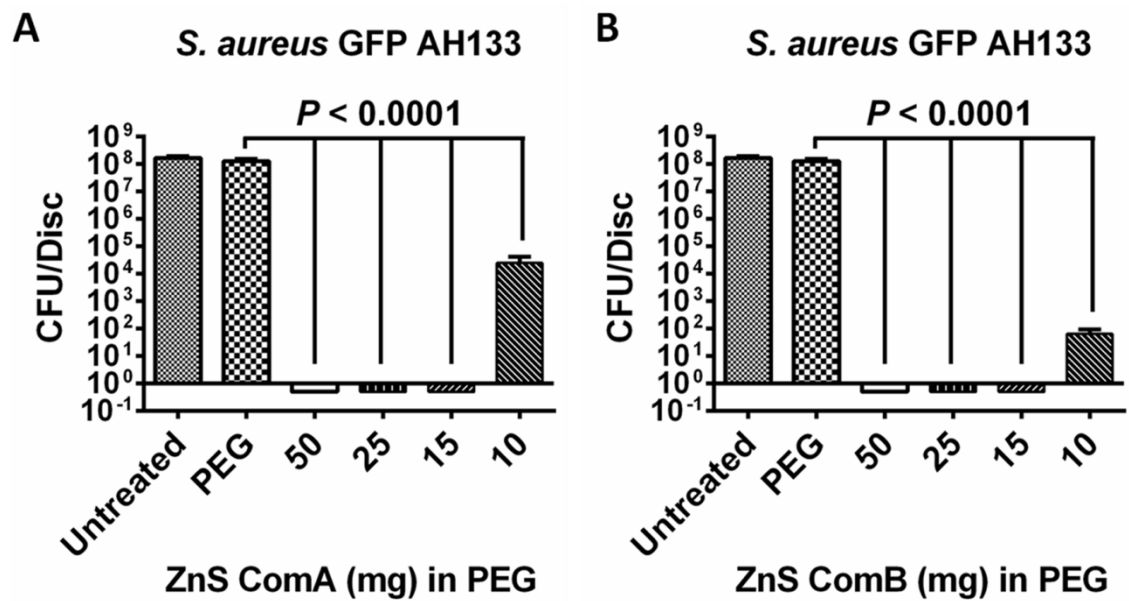 A
S. aureus GFP AH133
P < 0.0001
CFU/Disc
10⁹
10⁸
10⁷
10⁶
10⁵
10⁴
10³
10²
10¹
10⁰
10⁻¹
Untreated
PEG
50
25
15
10
ZnS ComA (mg) in PEG
B
S. aureus GFP AH133
P < 0.0001
CFU/Disc
10⁹
10⁸
10⁷
10⁶
10⁵
10⁴
10³
10²
10¹
10⁰
10⁻¹
Untreated
PEG
50
25
15
10
ZnS ComB (mg) in PEG